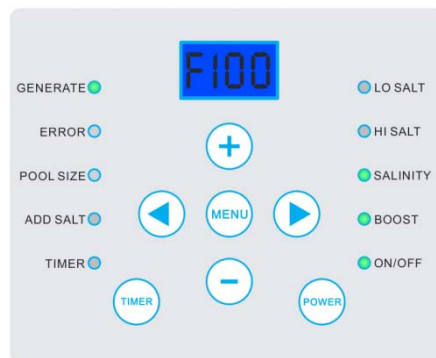 F100
GENERATE
ERROR
POOL SIZE
ADD SALT
TIMER
+
MENU
−
TIMER
POWER
LO SALT
HI SALT
SALINITY
BOOST
ON/OFF